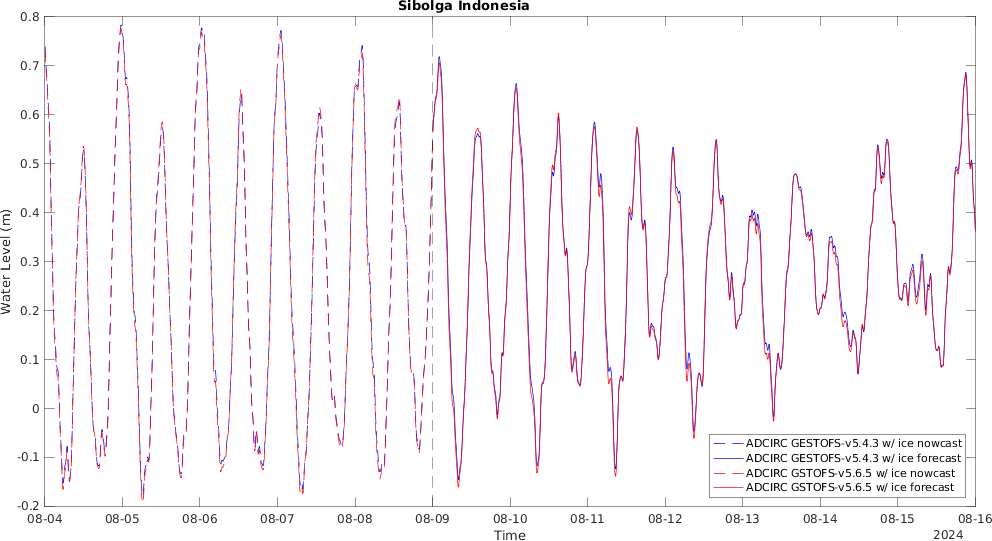 Sibolga Indonesia
Water Level (m)
0.8
0.7
0.6
0.5
0.4
0.3
0.2
0.1
0
-0.1
-0.2
ADCIRC GESTOFS-v5.4.3 w/ ice nowcast
ADCIRC GESTOFS-v5.4.3 w/ ice forecast
ADCIRC GSTOFS-v5.6.5 w/ ice nowcast
ADCIRC GSTOFS-v5.6.5 w/ ice forecast
08-04 08-05 08-06 08-07 08-08 08-09 08-10 08-11 08-12 08-13 08-14 08-15 08-16
Time
2024